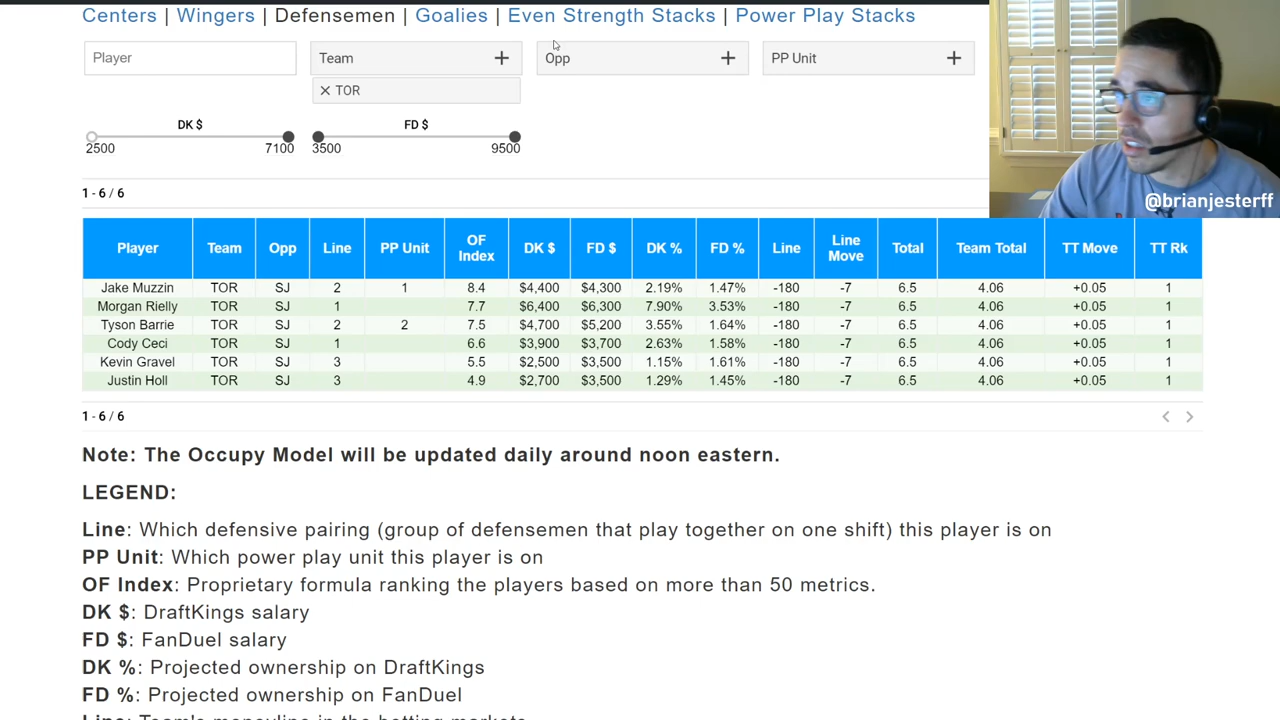 Centers | Wingers | Defensemen | Goalies | Even Strength Stacks | Power Play Stacks
Player Team + Opp + PP Unit +
× TOR
DK $ FD $
2500 7100 3500 9500
@brianjesterff
1 - 6 / 6
Player Team Opp Line PP Unit OF Index DK $ FD $ DK % FD % Line Line Move Total Team Total TT Move TT Rk
Jake Muzzin TOR SJ 2 1 8.4 $4,400 $4,300 2.19% 1.47% -180 -7 6.5 4.06 +0.05 1
Morgan Rielly TOR SJ 1 7.7 $6,400 $6,300 7.90% 3.53% -180 -7 6.5 4.06 +0.05 1
Tyson Barrie TOR SJ 2 2 7.5 $4,700 $5,200 3.55% 1.64% -180 -7 6.5 4.06 +0.05 1
Cody Ceci TOR SJ 1 6.6 $3,900 $3,700 2.63% 1.58% -180 -7 6.5 4.06 +0.05 1
Kevin Gravel TOR SJ 3 5.5 $2,500 $3,500 1.15% 1.61% -180 -7 6.5 4.06 +0.05 1
Justin Holl TOR SJ 3 4.9 $2,700 $3,500 1.29% 1.45% -180 -7 6.5 4.06 +0.05 1
1 - 6 / 6 < >
Note: The Occupy Model will be updated daily around noon eastern.
LEGEND:
Line: Which defensive pairing (group of defensemen that play together on one shift) this player is on
PP Unit: Which power play unit this player is on
OF Index: Proprietary formula ranking the players based on more than 50 metrics.
DK $: DraftKings salary
FD $: FanDuel salary
DK %: Projected ownership on DraftKings
FD %: Projected ownership on FanDuel
Line: Team's moneyline in the betting markets